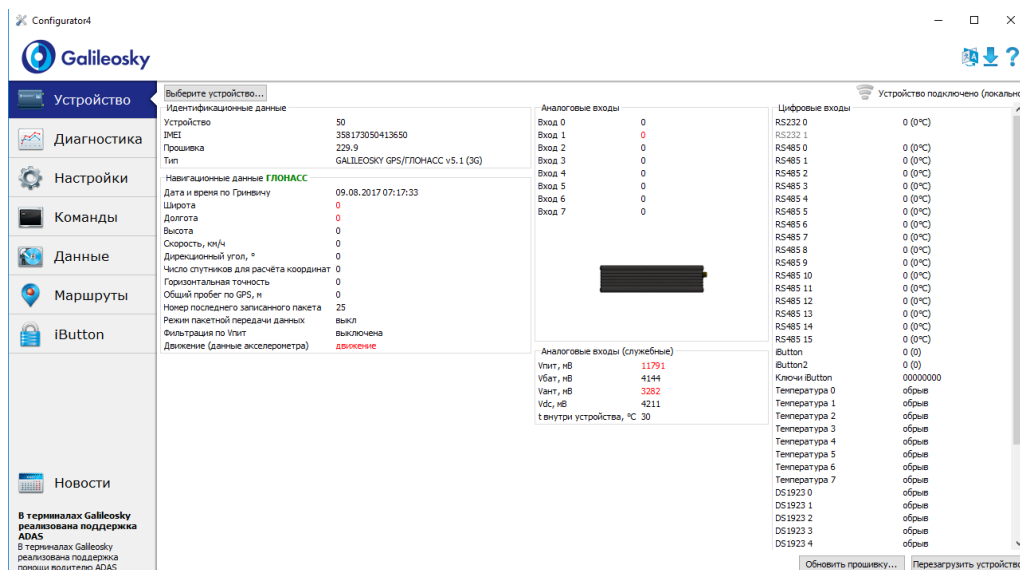 Configurator4
Galileosky
Устройство
Диагностика
Настройки
Команды
Данные
Маршруты
iButton
Новости
В терминалах Galileosky
реализована поддержка
ADAS
В терминалах Galileosky
реализована поддержка
помощи водителю ADAS
Выберите устройство...
Устройство подключено (локально
Идентификационные данные
Устройство 50
IMEI 358173050413650
Прошивка 229.9
Тип GALILEOSKY GPS/ГЛОНАСС v5.1 (3G)
Навигационные данные ГЛОНАСС
Дата и время по Гринвичу 09.08.2017 07:17:33
Широта 0
Долгота 0
Высота 0
Скорость, км/ч 0
Дирекционный угол, ° 0
Число спутников для расчёта координат 0
Горизонтальная точность 0
Общий пробег по GPS, м 0
Номер последнего записанного пакета 25
Режим пакетной передачи данных выкл
Фильтрация по Vпит выключена
Движение (данные акселерометра) движение
Аналоговые входы
Вход 0 0
Вход 1 0
Вход 2 0
Вход 3 0
Вход 4 0
Вход 5 0
Вход 6 0
Вход 7 0
Аналоговые входы (служебные)
Vпит, мВ 11791
Vбат, мВ 4144
Vант, мВ 3282
Vdc, мВ 4211
t внутри устройства, °C 30
Цифровые входы
RS232 0 0 (0°C)
RS232 1
RS485 0 0 (0°C)
RS485 1 0 (0°C)
RS485 2 0 (0°C)
RS485 3 0 (0°C)
RS485 4 0 (0°C)
RS485 5 0 (0°C)
RS485 6 0 (0°C)
RS485 7 0 (0°C)
RS485 8 0 (0°C)
RS485 9 0 (0°C)
RS485 10 0 (0°C)
RS485 11 0 (0°C)
RS485 12 0 (0°C)
RS485 13 0 (0°C)
RS485 14 0 (0°C)
RS485 15 0 (0°C)
iButton 0 (0)
iButton2 0 (0)
Ключи iButton 00000000
Температура 0 обрыв
Температура 1 обрыв
Температура 2 обрыв
Температура 3 обрыв
Температура 4 обрыв
Температура 5 обрыв
Температура 6 обрыв
Температура 7 обрыв
DS1923 0 обрыв
DS1923 1 обрыв
DS1923 2 обрыв
DS1923 3 обрыв
DS1923 4 обрыв
Обновить прошивку...
Перезагрузить устройство